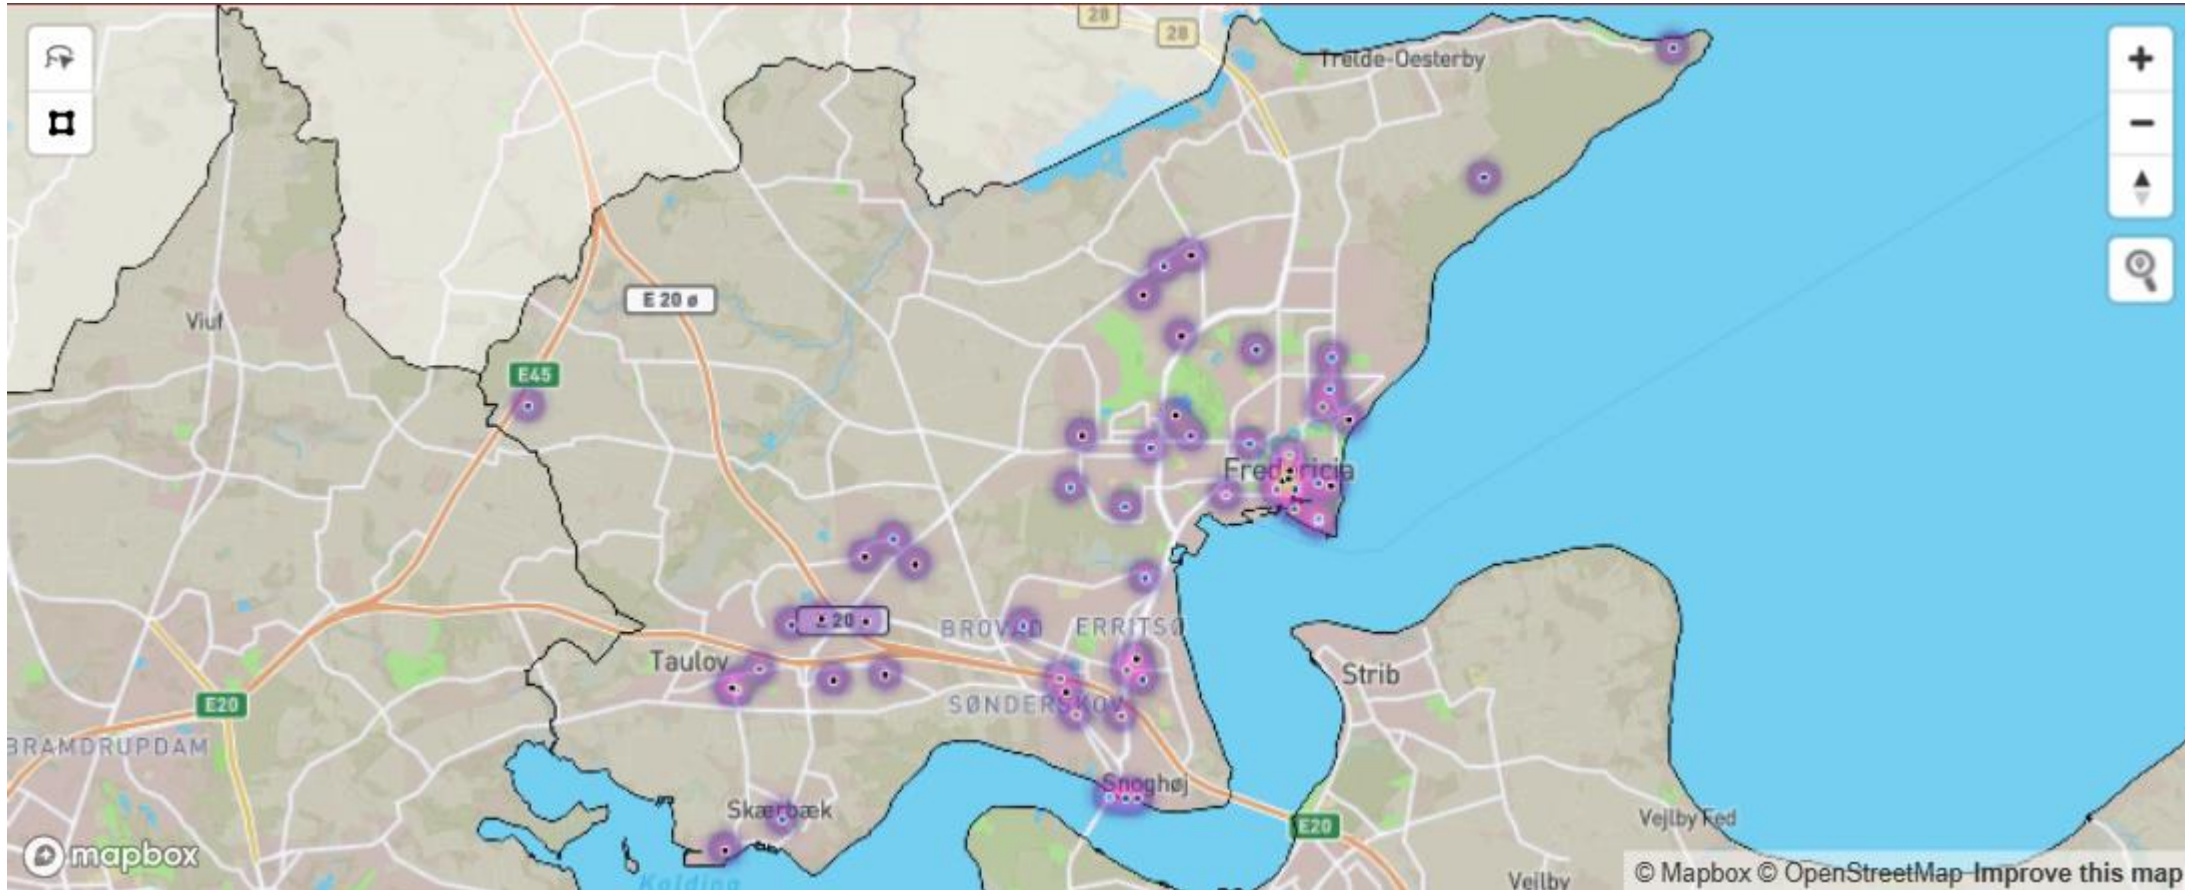 28
28
Trelde-Oesterby
E 20 ø
Viuf
E45
Fredericia
E 20
BROVAD
ERRITSØ
Taulov
Strib
E20
SØNDERSKOV
BRAMDRUPDAM
Snoghøj
Skærbæk
E20
Vejlby Fed
mapbox
© Mapbox © OpenStreetMap Improve this map
Kolding
Vejlby